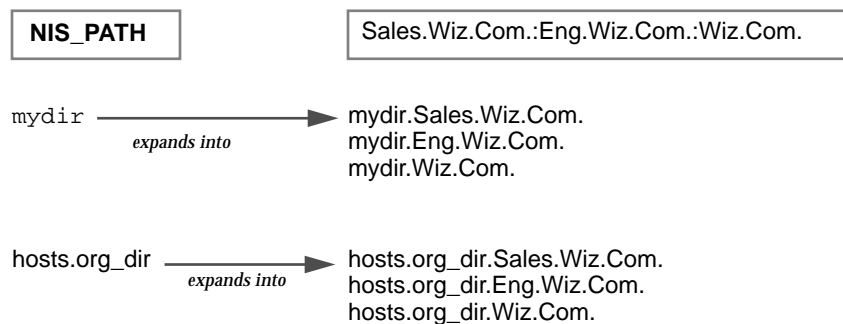 NIS_PATH Sales.Wiz.Com.:Eng.Wiz.Com.:Wiz.Com.
mydir expands into mydir.Sales.Wiz.Com.
mydir.Eng.Wiz.Com.
mydir.Wiz.Com.
hosts.org_dir expands into hosts.org_dir.Sales.Wiz.Com.
hosts.org_dir.Eng.Wiz.Com.
hosts.org_dir.Wiz.Com.